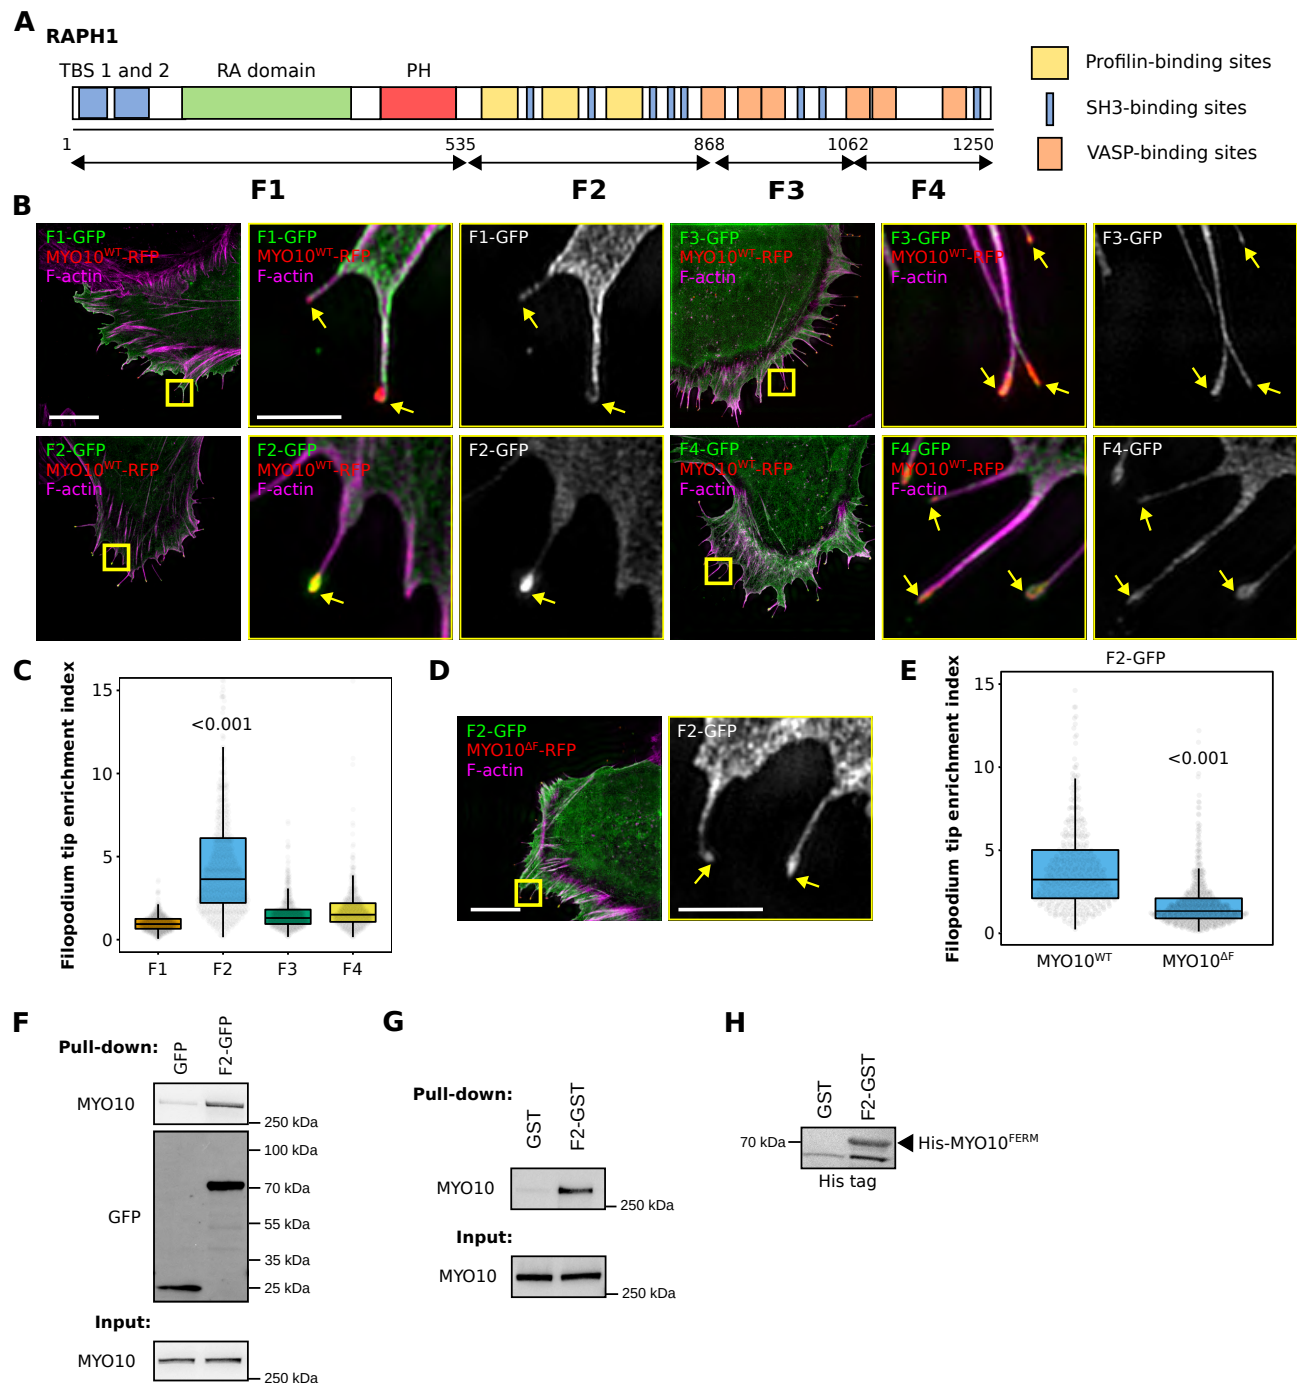 A
RAPH1
TBS 1 and 2 RA domain PH
1 535 868 1062 1250
F1 F2 F3 F4
Profilin-binding sites
SH3-binding sites
VASP-binding sites
B
F1-GFP
MYO10WT-RFP
F-actin
F1-GFP
MYO10WT-RFP
F-actin
F1-GFP
F3-GFP
MYO10WT-RFP
F-actin
F3-GFP
MYO10WT-RFP
F-actin
F3-GFP
F2-GFP
MYO10WT-RFP
F-actin
F2-GFP
MYO10WT-RFP
F-actin
F2-GFP
F4-GFP
MYO10WT-RFP
F-actin
F4-GFP
MYO10WT-RFP
F-actin
F4-GFP
C
Filopodium tip enrichment index
15
10
5
0
<0.001
F1 F2 F3 F4
D
F2-GFP
MYO10ΔF-RFP
F-actin
F2-GFP
E
F2-GFP
Filopodium tip enrichment index
15
10
5
0
<0.001
MYO10WT MYO10ΔF
F
Pull-down:
GFP
F2-GFP
MYO10
250 kDa
GFP
100 kDa
70 kDa
55 kDa
35 kDa
25 kDa
Input:
MYO10
250 kDa
G
Pull-down:
GST
F2-GST
MYO10
250 kDa
Input:
MYO10
250 kDa
H
GST
F2-GST
70 kDa
His-MYO10FERM
His tag